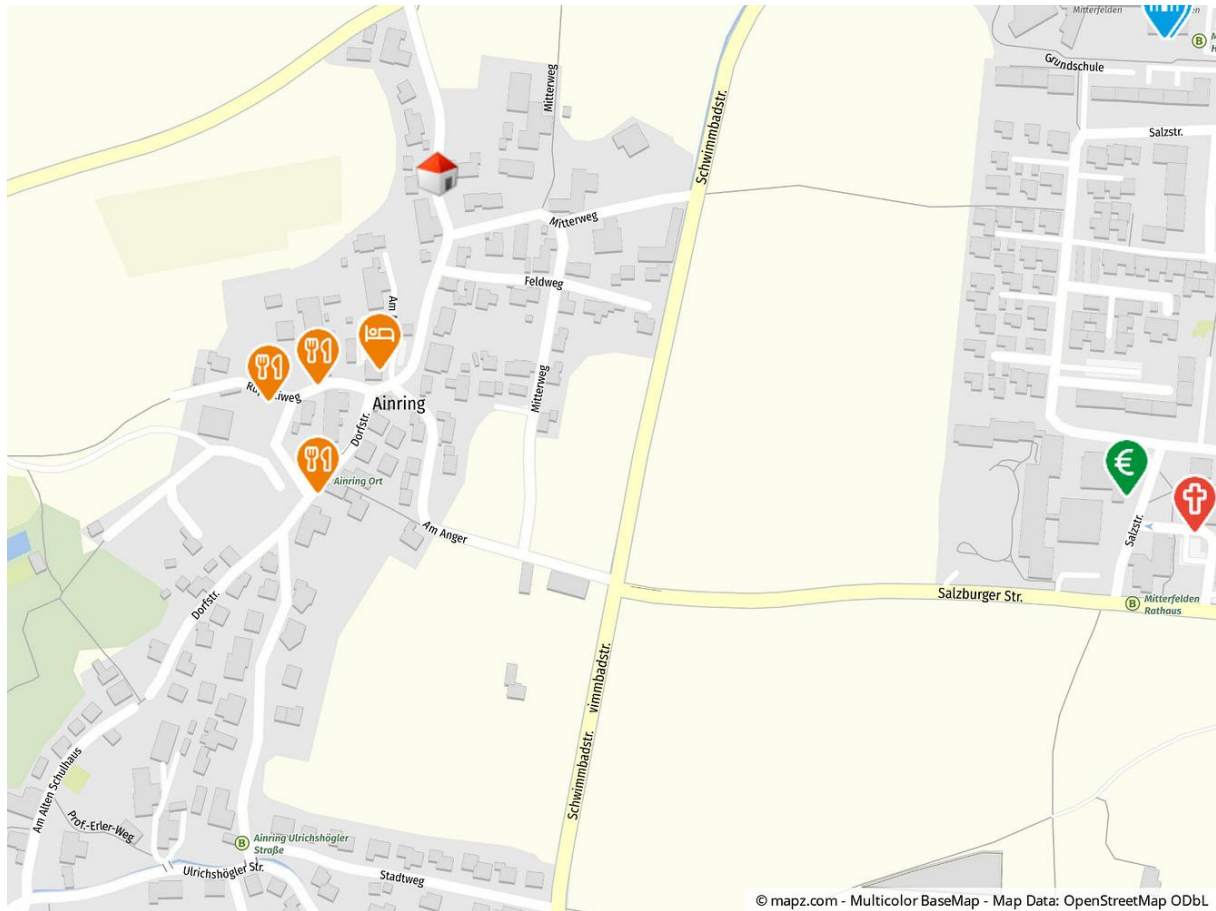 Mitterfelden
Grundschule
Salzstr.
Mitterweg
Mitterweg
Schwimmbadstr.
Mitterweg
Feldweg
Am
Ainring
Dorfstr.
Mitterweg
Ainring Ort
Am Anger
Salzstr.
Salzburger Str.
B Mitterfelden
Rathaus
Dorfstr.
vimmbadstr.
Schwimmbadstr.
Am Alten Schulhaus
Prof.-Erler-Weg
B Ainring Ulrichshögler
Straße
Ulrichshögler Str.
Stadtweg
© mapz.com - Multicolor BaseMap - Map Data: OpenStreetMap ODbL